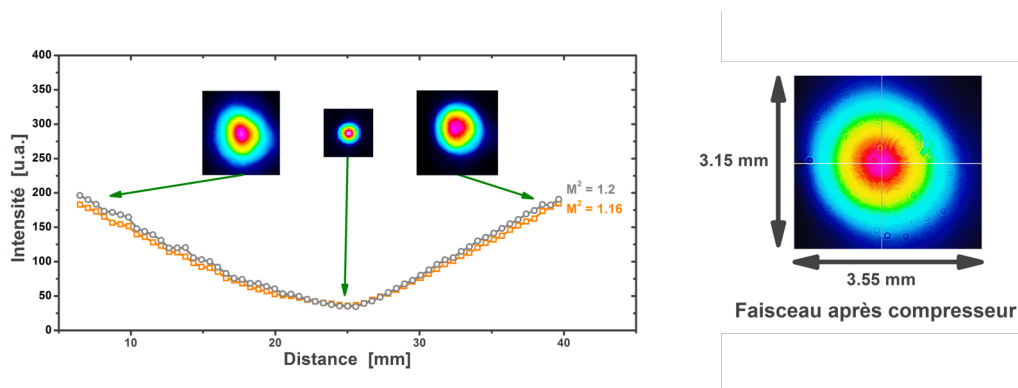 400
350
300
250
200
150
100
50
0
Intensité [u.a.]
10
20
30
40
Distance [mm]
M² = 1.2
M² = 1.16
3.15 mm
3.55 mm
Faisceau après compresseur